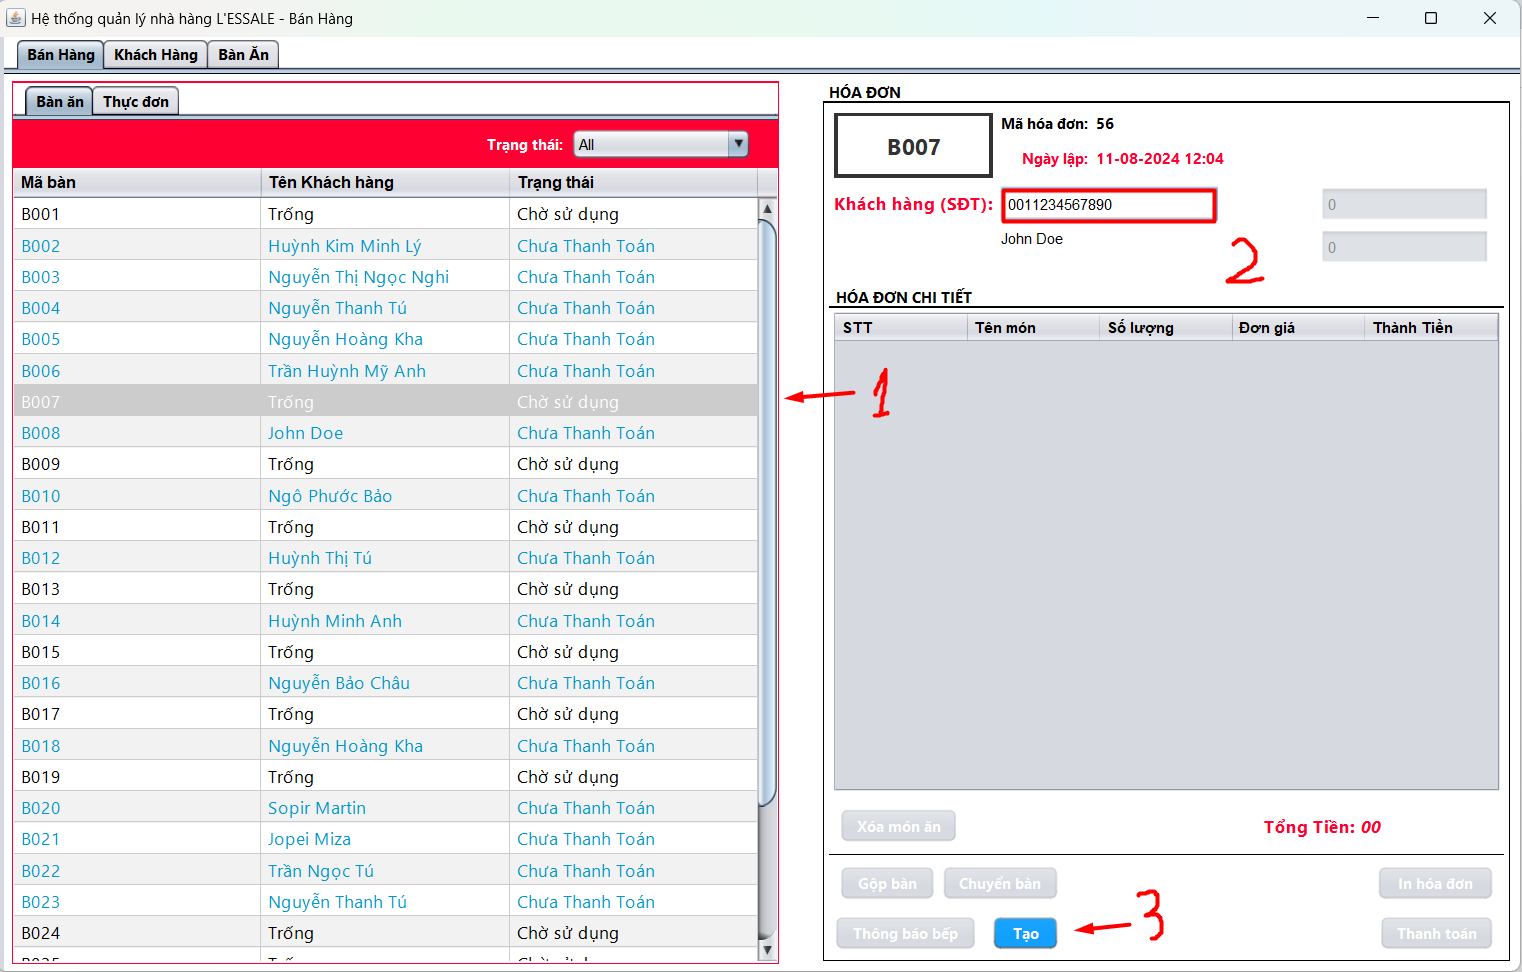 Hệ thống quản lý nhà hàng L'ESSALE - Bán Hàng
Bán Hàng Khách Hàng Bàn Ăn
Bàn ăn Thực đơn
Trạng thái: All
Mã bàn Tên Khách hàng Trạng thái
B001 Trống Chờ sử dụng
B002 Huỳnh Kim Minh Lý Chưa Thanh Toán
B003 Nguyễn Thị Ngọc Nghi Chưa Thanh Toán
B004 Nguyễn Thanh Tú Chưa Thanh Toán
B005 Nguyễn Hoàng Kha Chưa Thanh Toán
B006 Trần Huỳnh Mỹ Anh Chưa Thanh Toán
B007 Trống Chờ sử dụng
B008 John Doe Chưa Thanh Toán
B009 Trống Chờ sử dụng
B010 Ngô Phước Bảo Chưa Thanh Toán
B011 Trống Chờ sử dụng
B012 Huỳnh Thị Tú Chưa Thanh Toán
B013 Trống Chờ sử dụng
B014 Huỳnh Minh Anh Chưa Thanh Toán
B015 Trống Chờ sử dụng
B016 Nguyễn Bảo Châu Chưa Thanh Toán
B017 Trống Chờ sử dụng
B018 Nguyễn Hoàng Kha Chưa Thanh Toán
B019 Trống Chờ sử dụng
B020 Sopir Martin Chưa Thanh Toán
B021 Jopei Miza Chưa Thanh Toán
B022 Trần Ngọc Tú Chưa Thanh Toán
B023 Nguyễn Thanh Tú Chưa Thanh Toán
B024 Trống Chờ sử dụng
1
HÓA ĐƠN
B007
Mã hóa đơn: 56
Ngày lập: 11-08-2024 12:04
Khách hàng (SĐT): 0011234567890 0
John Doe 0
2
HÓA ĐƠN CHI TIẾT
STT Tên món Số lượng Đơn giá Thành Tiền
Xóa món ăn Tổng Tiền: 00
Gộp bàn Chuyển bàn In hóa đơn
Thông báo bếp Tạo 3 Thanh toán